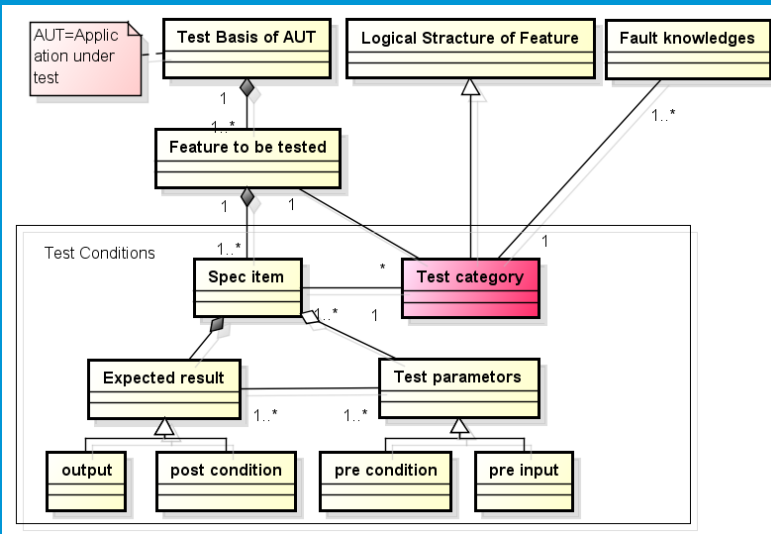 AUT=Applic
ation under
test
Test Basis of AUT
Logical Stracture of Feature
Fault knowledges
1
1..*
1..*
Feature to be tested
1
1
1..*
1
Test Conditions
*
Spec item
Test category
1..*
1
Expected result
Test parametors
1..*
1..*
output
post condition
pre condition
pre input